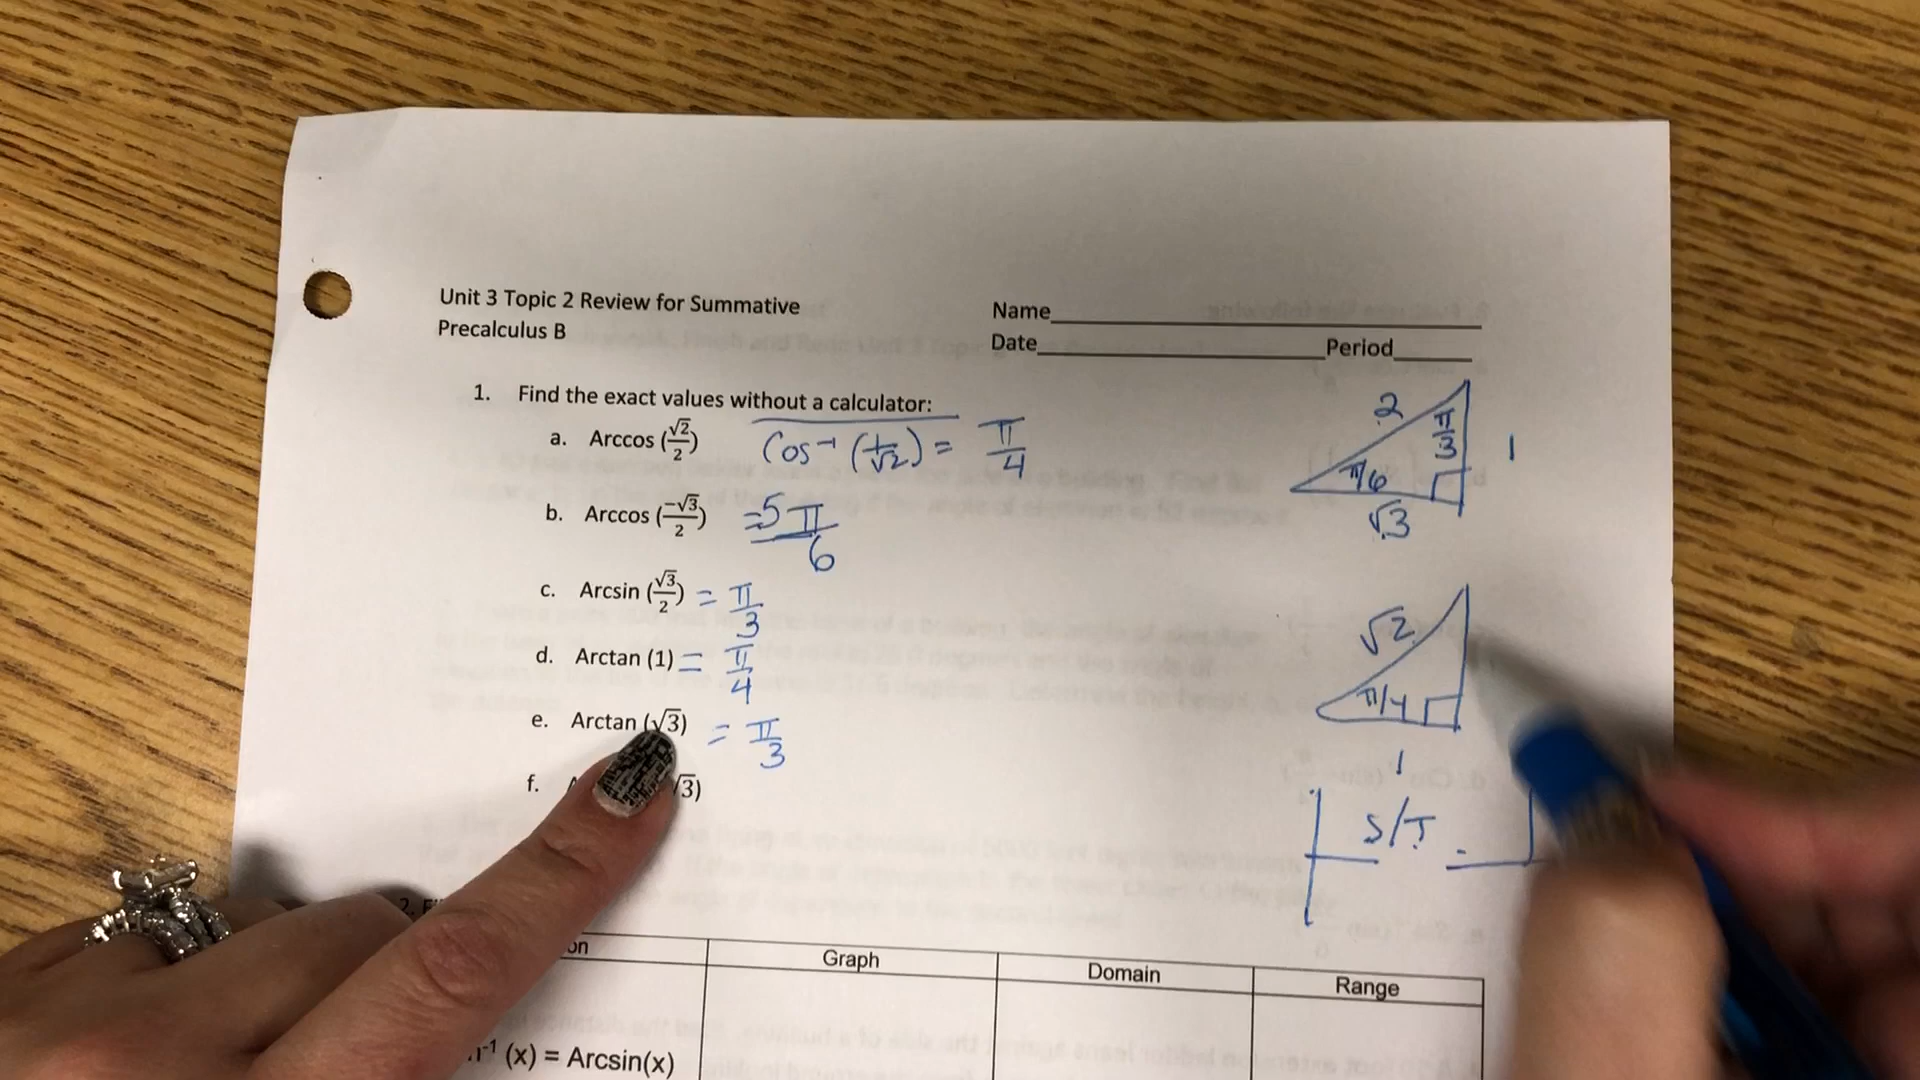 Unit 3 Topic 2 Review for Summative
Precalculus B
Name
Date Period
1. Find the exact values without a calculator:
a. Arccos (√2/2) Cos⁻¹ (1/√2) = π/4
b. Arccos (-√3/2) = 5π/6
c. Arcsin (√3/2) = π/3
d. Arctan (1) = π/4
e. Arctan (√3) = π/3
f. √3)
2
π/3
1
π/6
√3
√2
π/4
1
S/T
2.
Graph Domain Range
⁻¹ (x) = Arcsin(x)